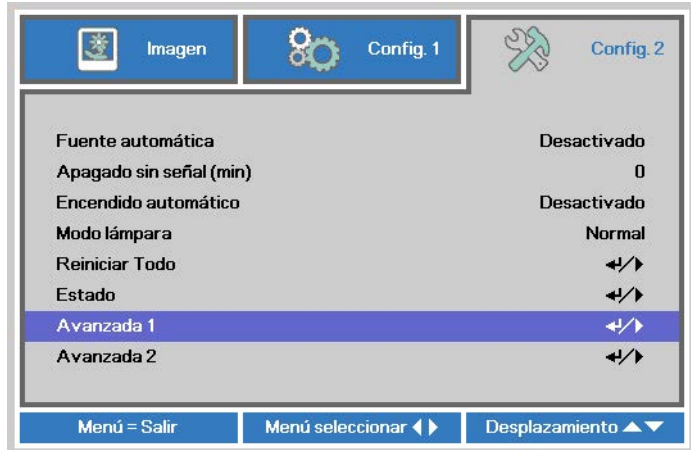 Imagen
Config. 1
Config. 2
Fuente automática Desactivado
Apagado sin señal (min) 0
Encendido automático Desactivado
Modo lámpara Normal
Reiniciar Todo ↵/▶
Estado ↵/▶
Avanzada 1 ↵/▶
Avanzada 2 ↵/▶
Menú = Salir
Menú seleccionar ◀▶
Desplazamiento ▲▼